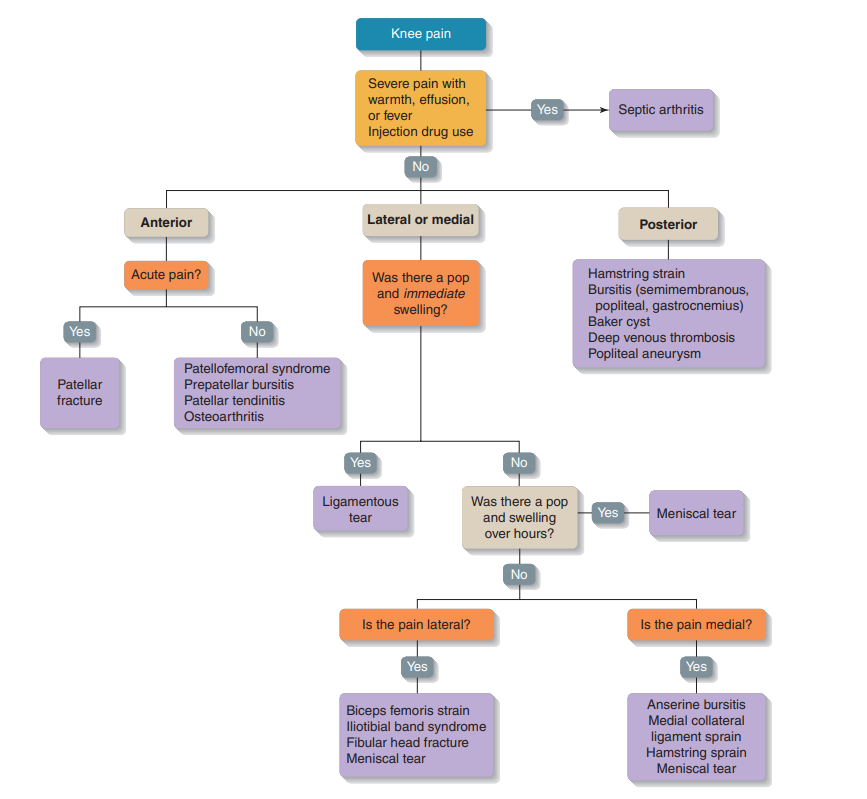 Knee pain
Severe pain with
warmth, effusion,
or fever
Injection drug use
Yes
Septic arthritis
No
Anterior
Lateral or medial
Posterior
Acute pain?
Was there a pop
and immediate
swelling?
Hamstring strain
Bursitis (semimembranous,
popliteal, gastrocnemius)
Baker cyst
Deep venous thrombosis
Popliteal aneurysm
Yes
No
Patellar
fracture
Patellofemoral syndrome
Prepatellar bursitis
Patellar tendinitis
Osteoarthritis
Yes
No
Ligamentous
tear
Was there a pop
and swelling
over hours?
Yes
Meniscal tear
No
Is the pain lateral?
Is the pain medial?
Yes
Yes
Biceps femoris strain
Iliotibial band syndrome
Fibular head fracture
Meniscal tear
Anserine bursitis
Medial collateral
ligament sprain
Hamstring sprain
Meniscal tear